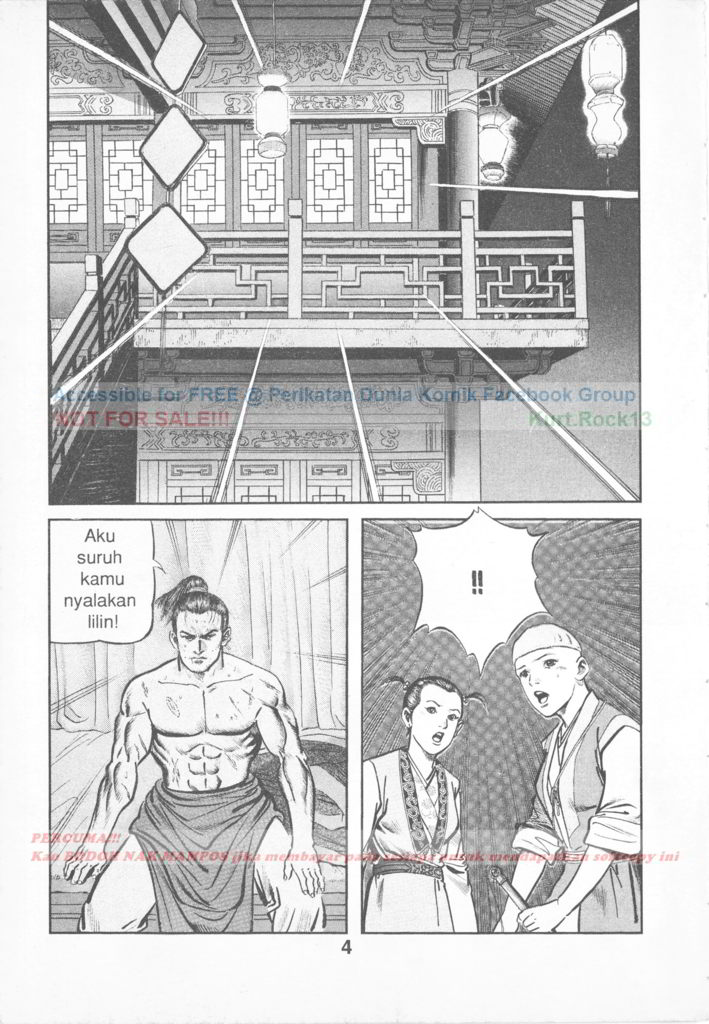 Accessible for FREE @ Perikatan Dunia Komik Facebook Group
NOT FOR SALE!!!
Kurt.Rock13
Aku
suruh
kamu
nyalakan
lilin!
!!
PERCUMA!!!
4